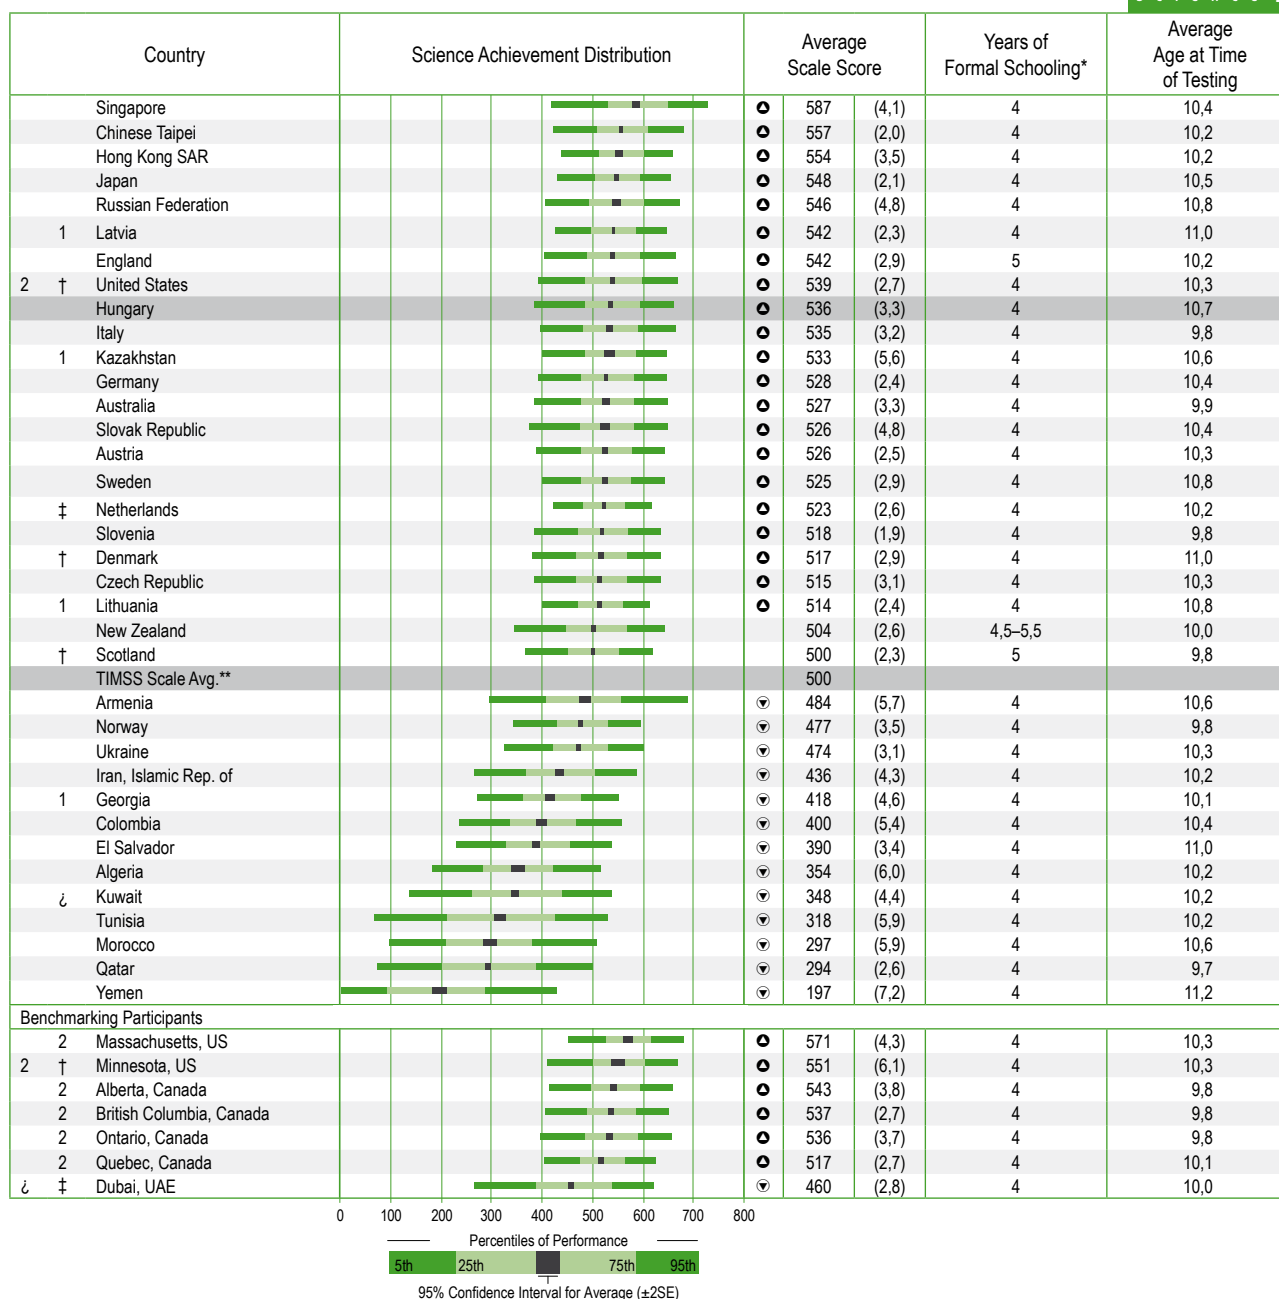 Country Science Achievement Distribution Average Scale Score Years of Formal Schooling* Average Age at Time of Testing
Singapore 587 (4,1) 4 10,4
Chinese Taipei 557 (2,0) 4 10,2
Hong Kong SAR 554 (3,5) 4 10,2
Japan 548 (2,1) 4 10,5
Russian Federation 546 (4,8) 4 10,8
1 Latvia 542 (2,3) 4 11,0
England 542 (2,9) 5 10,2
2 † United States 539 (2,7) 4 10,3
Hungary 536 (3,3) 4 10,7
Italy 535 (3,2) 4 9,8
1 Kazakhstan 533 (5,6) 4 10,6
Germany 528 (2,4) 4 10,4
Australia 527 (3,3) 4 9,9
Slovak Republic 526 (4,8) 4 10,4
Austria 526 (2,5) 4 10,3
Sweden 525 (2,9) 4 10,8
‡ Netherlands 523 (2,6) 4 10,2
Slovenia 518 (1,9) 4 9,8
† Denmark 517 (2,9) 4 11,0
Czech Republic 515 (3,1) 4 10,3
1 Lithuania 514 (2,4) 4 10,8
New Zealand 504 (2,6) 4,5–5,5 10,0
† Scotland 500 (2,3) 5 9,8
TIMSS Scale Avg.** 500
Armenia 484 (5,7) 4 10,6
Norway 477 (3,5) 4 9,8
Ukraine 474 (3,1) 4 10,3
Iran, Islamic Rep. of 436 (4,3) 4 10,2
1 Georgia 418 (4,6) 4 10,1
Colombia 400 (5,4) 4 10,4
El Salvador 390 (3,4) 4 11,0
Algeria 354 (6,0) 4 10,2
¿ Kuwait 348 (4,4) 4 10,2
Tunisia 318 (5,9) 4 10,2
Morocco 297 (5,9) 4 10,6
Qatar 294 (2,6) 4 9,7
Yemen 197 (7,2) 4 11,2
Benchmarking Participants
2 Massachusetts, US 571 (4,3) 4 10,3
2 † Minnesota, US 551 (6,1) 4 10,3
2 Alberta, Canada 543 (3,8) 4 9,8
2 British Columbia, Canada 537 (2,7) 4 9,8
2 Ontario, Canada 536 (3,7) 4 9,8
2 Quebec, Canada 517 (2,7) 4 10,1
¿ ‡ Dubai, UAE 460 (2,8) 4 10,0
0 100 200 300 400 500 600 700 800
Percentiles of Performance
5th 25th 75th 95th
95% Confidence Interval for Average (±2SE)